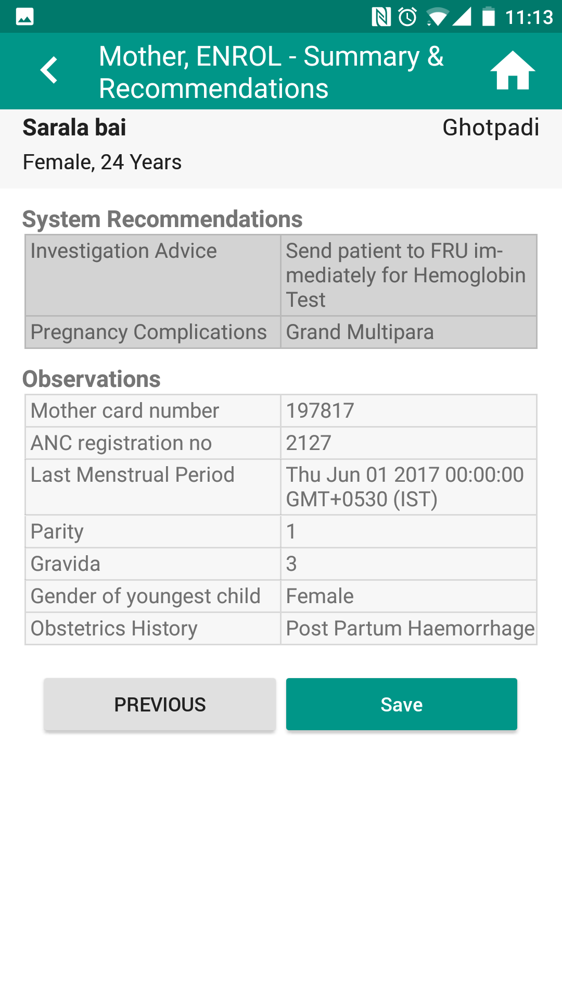 11:13
Mother, ENROL - Summary &
Recommendations
Sarala bai
Ghotpadi
Female, 24 Years
System Recommendations
Investigation Advice
Send patient to FRU im-
mediately for Hemoglobin
Test
Pregnancy Complications
Grand Multipara
Observations
Mother card number
197817
ANC registration no
2127
Last Menstrual Period
Thu Jun 01 2017 00:00:00
GMT+0530 (IST)
Parity
1
Gravida
3
Gender of youngest child
Female
Obstetrics History
Post Partum Haemorrhage
PREVIOUS
Save